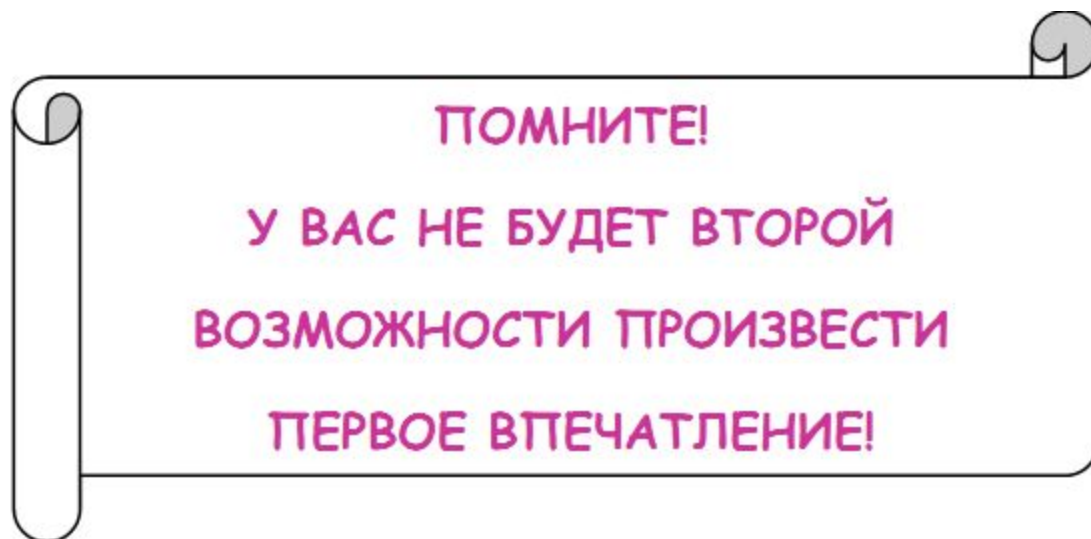 ПОМНИТЕ!
У ВАС НЕ БУДЕТ ВТОРОЙ
ВОЗМОЖНОСТИ ПРОИЗВЕСТИ
ПЕРВОЕ ВПЕЧАТЛЕНИЕ!